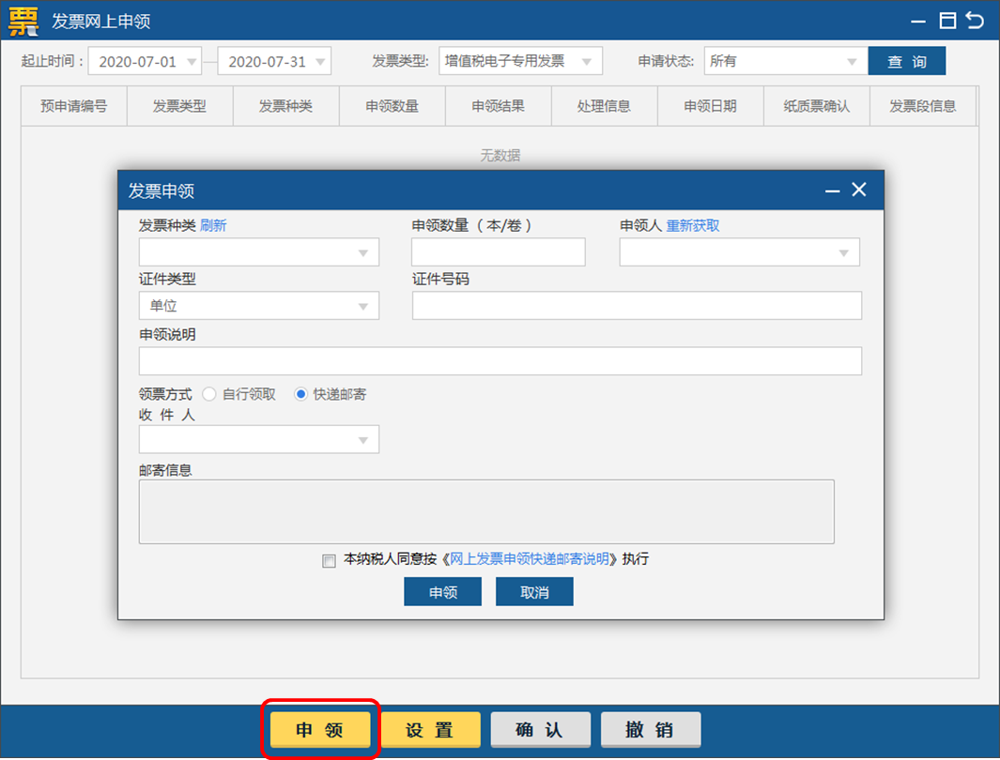 票 发票网上申领
起止时间： 2020-07-01 — 2020-07-31 发票类型: 增值税电子专用发票 申请状态: 所有 查 询
预申请编号 发票类型 发票种类 申领数量 申领结果 处理信息 申领日期 纸质票确认 发票段信息
无数据
发票申领
发票种类 刷新 申领数量（本/卷） 申领人 重新获取
证件类型 证件号码
单位
申领说明
领票方式 自行领取 快递邮寄
收 件 人
邮寄信息
本纳税人同意按《网上发票申领快递邮寄说明》执行
申领 取消
申 领 设 置 确 认 撤 销